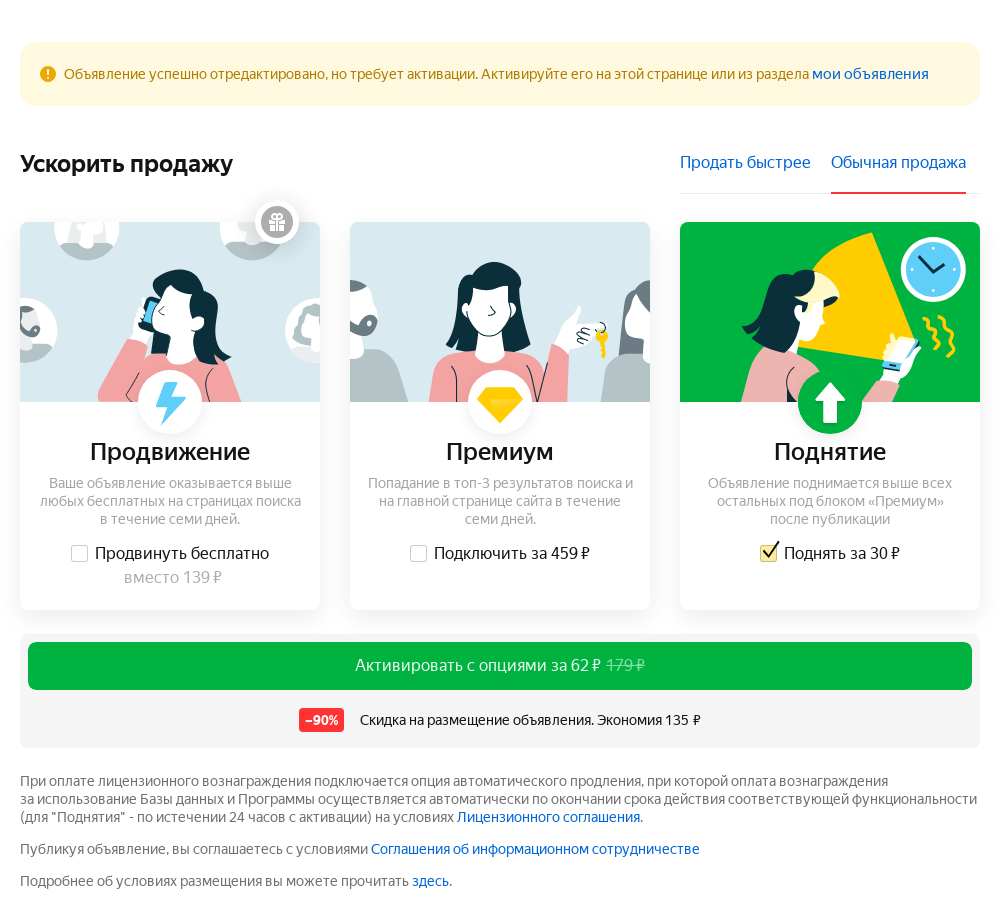 Объявление успешно отредактировано, но требует активации. Активируйте его на этой странице или из раздела мои объявления
Ускорить продажу
Продать быстрее
Обычная продажа
Продвижение
Ваше объявление оказывается выше
любых бесплатных на страницах поиска
в течение семи дней.
Продвинуть бесплатно
вместо 139 ₽
Премиум
Попадание в топ-3 результатов поиска и
на главной странице сайта в течение
семи дней.
Подключить за 459 ₽
Поднятие
Объявление поднимается выше всех
остальных под блоком «Премиум»
после публикации
Поднять за 30 ₽
Активировать с опциями за 62 ₽ 179 ₽
–90% Скидка на размещение объявления. Экономия 135 ₽
При оплате лицензионного вознаграждения подключается опция автоматического продления, при которой оплата вознаграждения
за использование Базы данных и Программы осуществляется автоматически по окончании срока действия соответствующей функциональности
(для "Поднятия" - по истечении 24 часов с активации) на условиях Лицензионного соглашения.
Публикуя объявление, вы соглашаетесь с условиями Соглашения об информационном сотрудничестве
Подробнее об условиях размещения вы можете прочитать здесь.